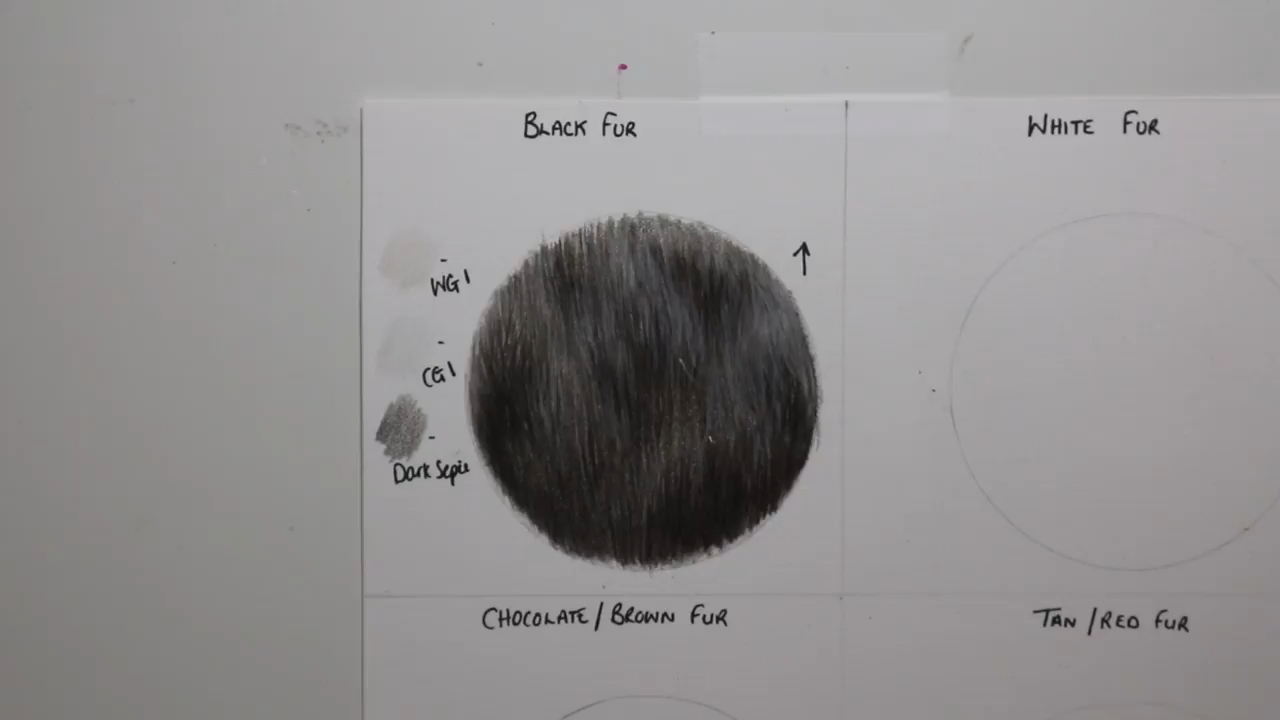 BLACK FUR
WHITE FUR
WG1
CG1
Dark Sepia
CHOCOLATE/BROWN FUR
TAN/RED FUR